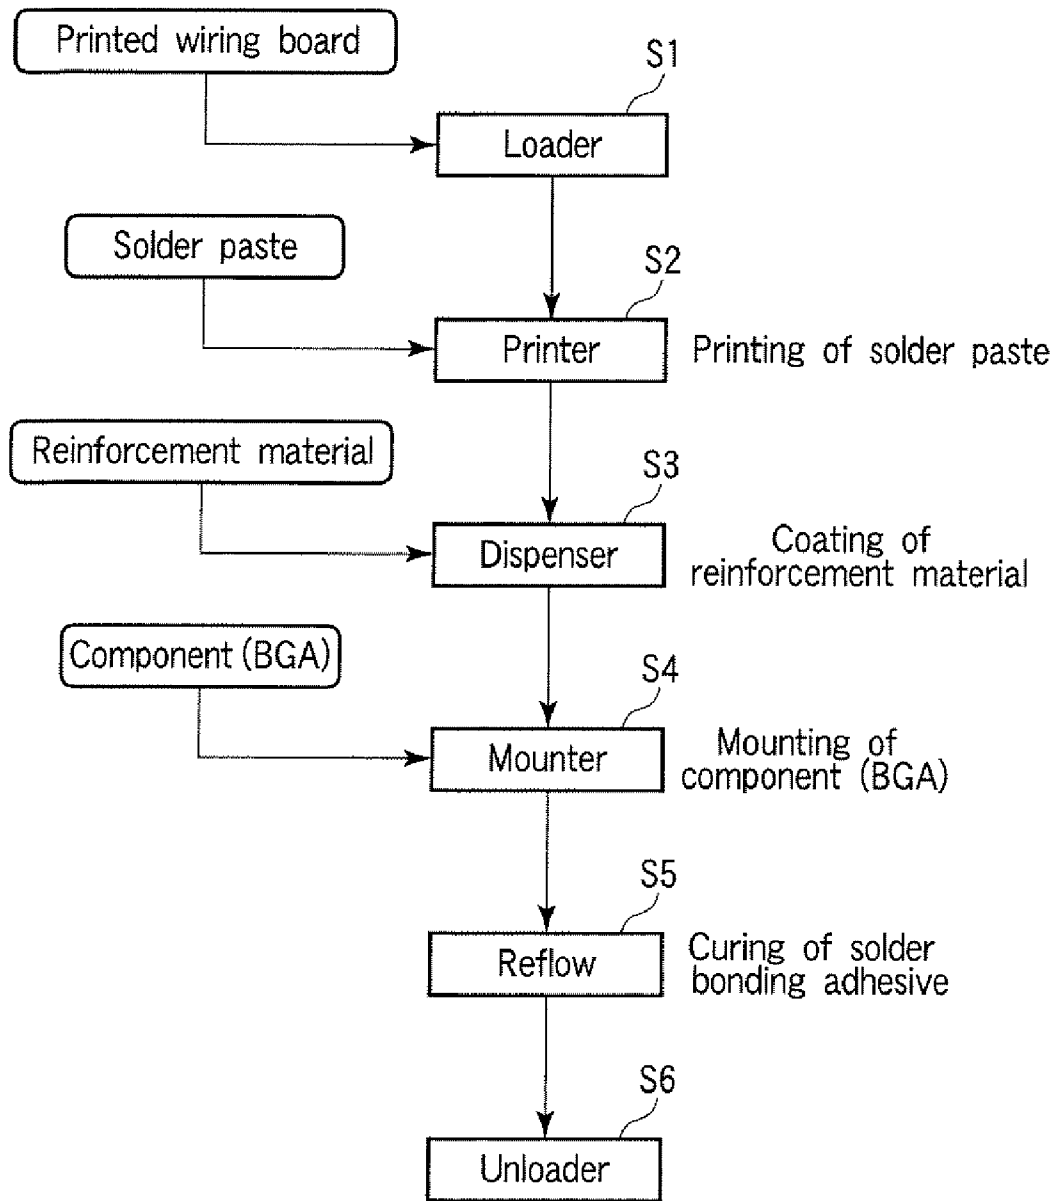 Printed wiring board
S1
Loader
Solder paste
S2
Printer
Printing of solder paste
Reinforcement material
S3
Dispenser
Coating of
reinforcement material
Component (BGA)
S4
Mounter
Mounting of
component (BGA)
S5
Reflow
Curing of solder
bonding adhesive
S6
Unloader